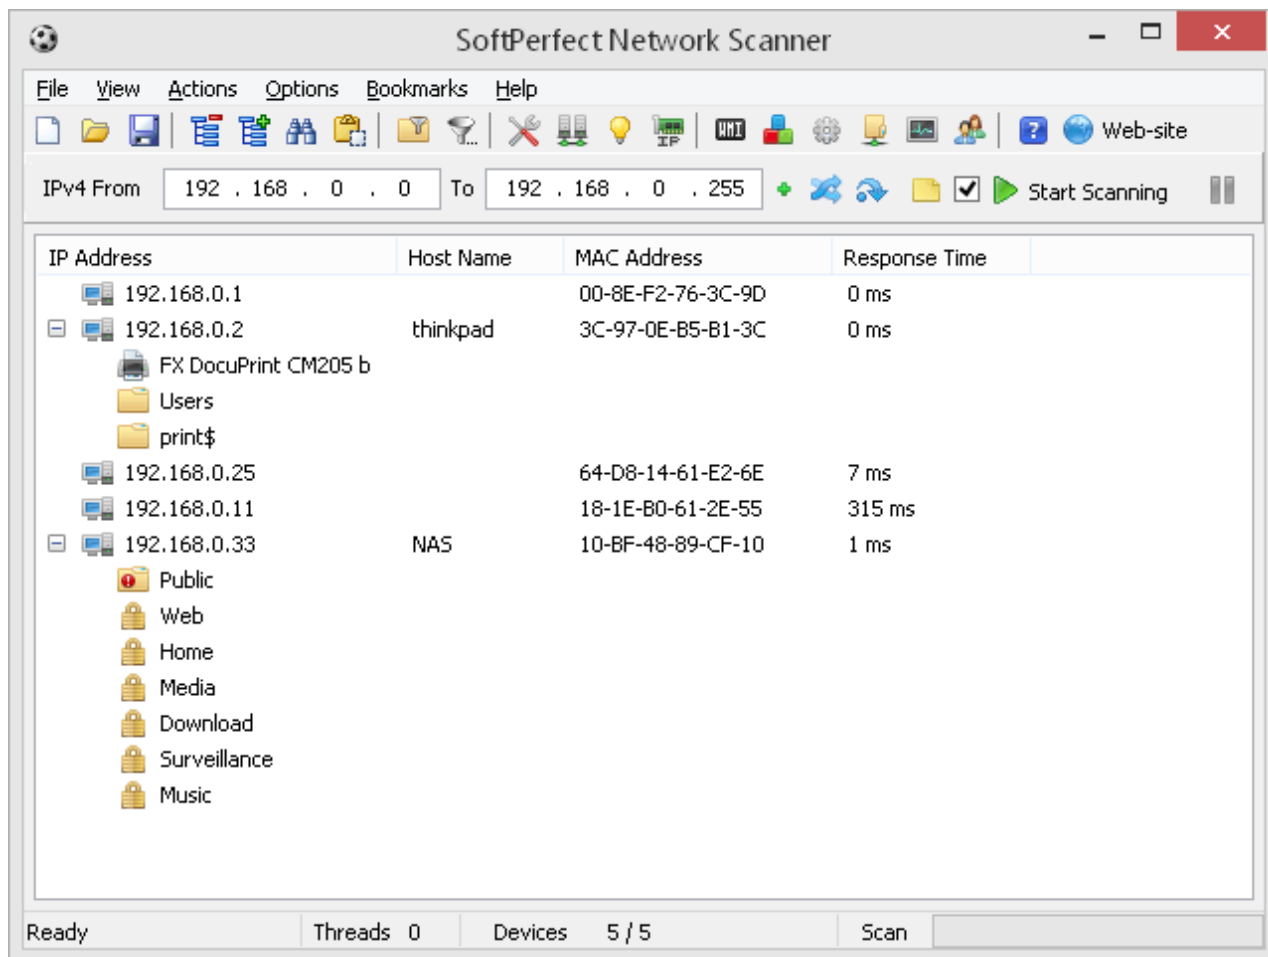 SoftPerfect Network Scanner
File View Actions Options Bookmarks Help
WMI Web-site
IPv4 From 192 . 168 . 0 . 0 To 192 . 168 . 0 . 255 Start Scanning
IP Address Host Name MAC Address Response Time
192.168.0.1 00-8E-F2-76-3C-9D 0 ms
192.168.0.2 thinkpad 3C-97-0E-B5-B1-3C 0 ms
FX DocuPrint CM205 b
Users
print$
192.168.0.25 64-D8-14-61-E2-6E 7 ms
192.168.0.11 18-1E-B0-61-2E-55 315 ms
192.168.0.33 NAS 10-BF-48-89-CF-10 1 ms
Public
Web
Home
Media
Download
Surveillance
Music
Ready Threads 0 Devices 5 / 5 Scan